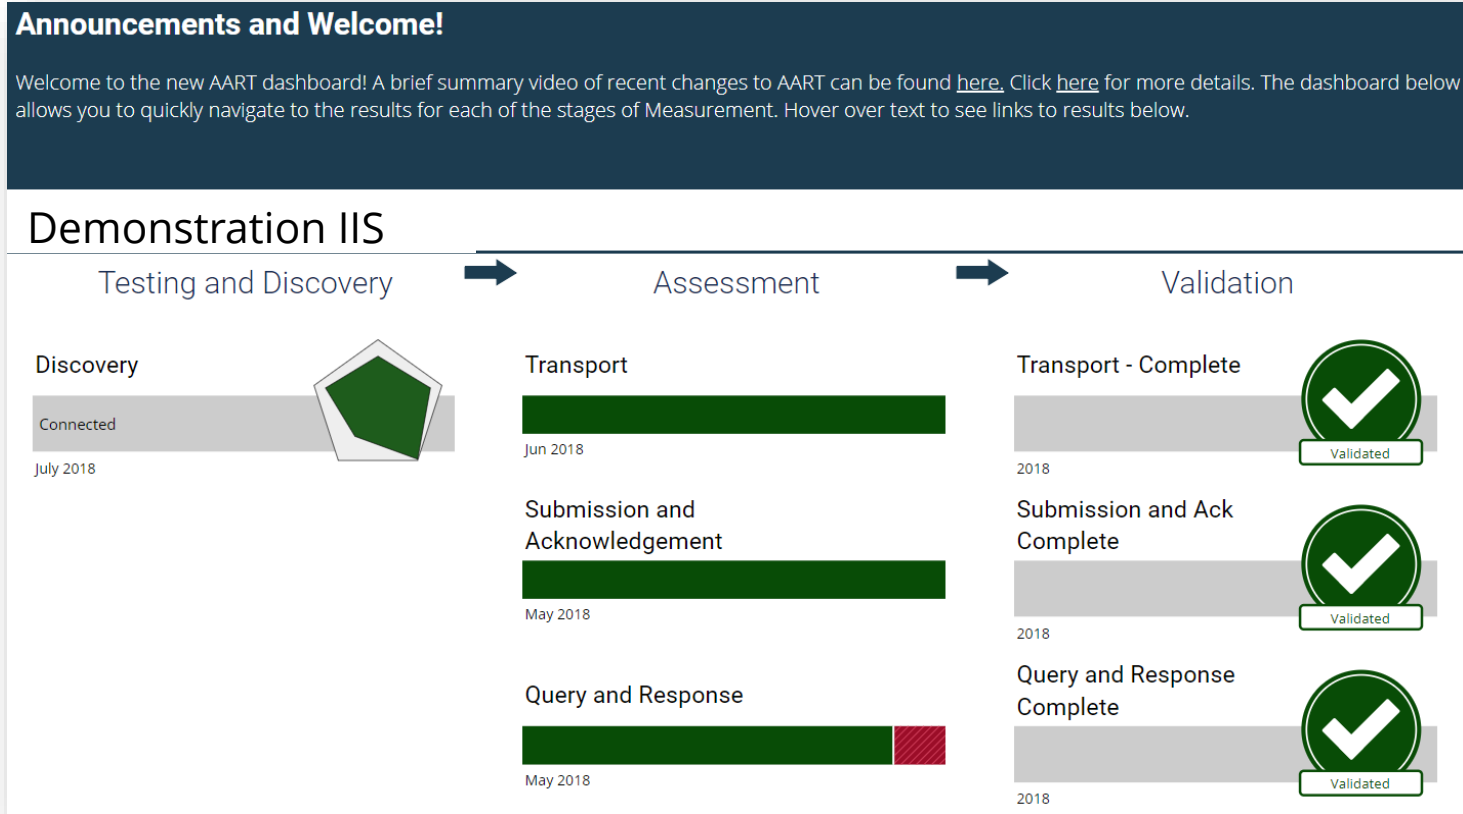 Announcements and Welcome!
Welcome to the new AART dashboard! A brief summary video of recent changes to AART can be found here. Click here for more details. The dashboard below
allows you to quickly navigate to the results for each of the stages of Measurement. Hover over text to see links to results below.
Demonstration IIS
Testing and Discovery
Assessment
Validation
Discovery
Connected
July 2018
Transport
Jun 2018
Submission and
Acknowledgement
May 2018
Query and Response
May 2018
Transport - Complete
Validated
2018
Submission and Ack
Complete
Validated
2018
Query and Response
Complete
Validated
2018